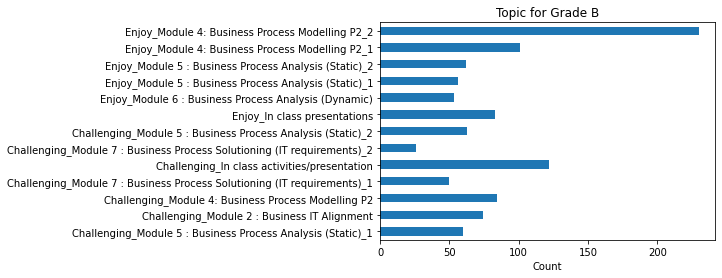 Topic for Grade B
Enjoy_Module 4: Business Process Modelling P2_2
Enjoy_Module 4: Business Process Modelling P2_1
Enjoy_Module 5 : Business Process Analysis (Static)_2
Enjoy_Module 5 : Business Process Analysis (Static)_1
Enjoy_Module 6 : Business Process Analysis (Dynamic)
Enjoy_In class presentations
Challenging_Module 5 : Business Process Analysis (Static)_2
Challenging_Module 7 : Business Process Solutioning (IT requirements)_2
Challenging_In class activities/presentation
Challenging_Module 7 : Business Process Solutioning (IT requirements)_1
Challenging_Module 4: Business Process Modelling P2
Challenging_Module 2 : Business IT Alignment
Challenging_Module 5 : Business Process Analysis (Static)_1
0 50 100 150 200
Count